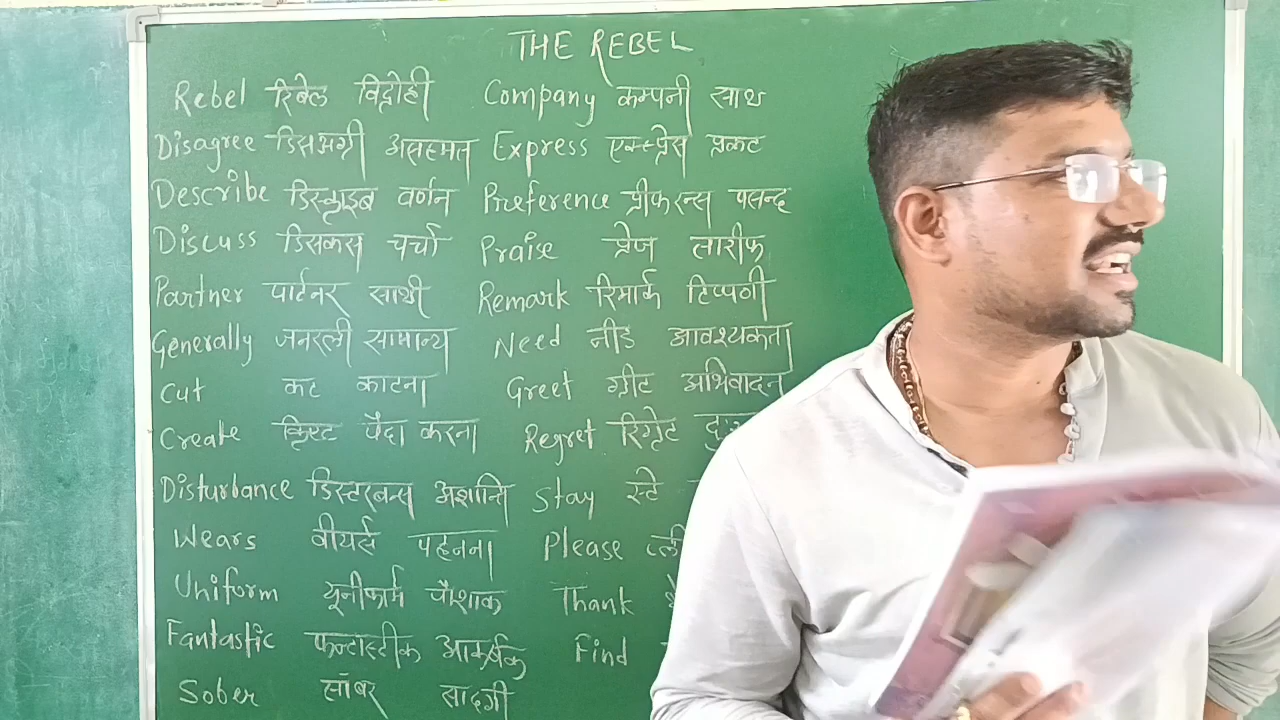 THE REBEL
Rebel रिबेल विद्रोही Company कम्पनी साथ
Disagree डिसअग्री असहमत Express एक्स्प्रेस प्रकट
Describe डिस्क्राइब वर्णन Preference प्रीफरन्स पसन्द
Discuss डिसकस चर्चा Praise प्रेज तारीफ
Partner पार्टनर साथी Remark रिमार्क टिप्पणी
Generally जनरली सामान्य Need नीड आवश्यकता
Cut कट काटना Greet ग्रीट अभिवादन
Create क्रिएट पैदा करना Regret रिग्रेट
Disturbance डिस्टरबन्स अशान्ति Stay स्टे
Wears वीयर्स पहनना Please
Uniform यूनीफार्म पौशाक Thank
Fantastic फन्टास्टीक आकर्षक Find
Sober सॉबर सादगी